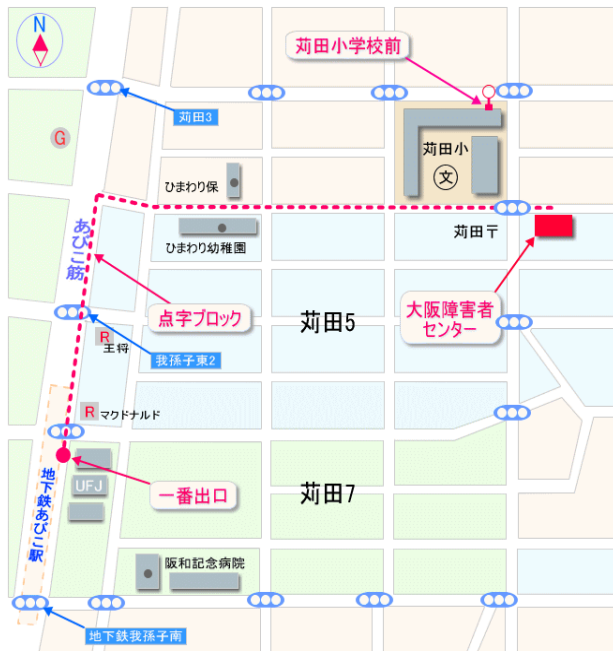 N
苅田小学校前
苅田3
G
苅田小
文
ひまわり保
あびこ筋
ひまわり幼稚園
苅田〒
点字ブロック
苅田5
大阪障害者
センター
R
王将
我孫子東2
R マクドナルド
一番出口
UFJ
苅田7
地下鉄あびこ駅
阪和記念病院
地下鉄我孫子南